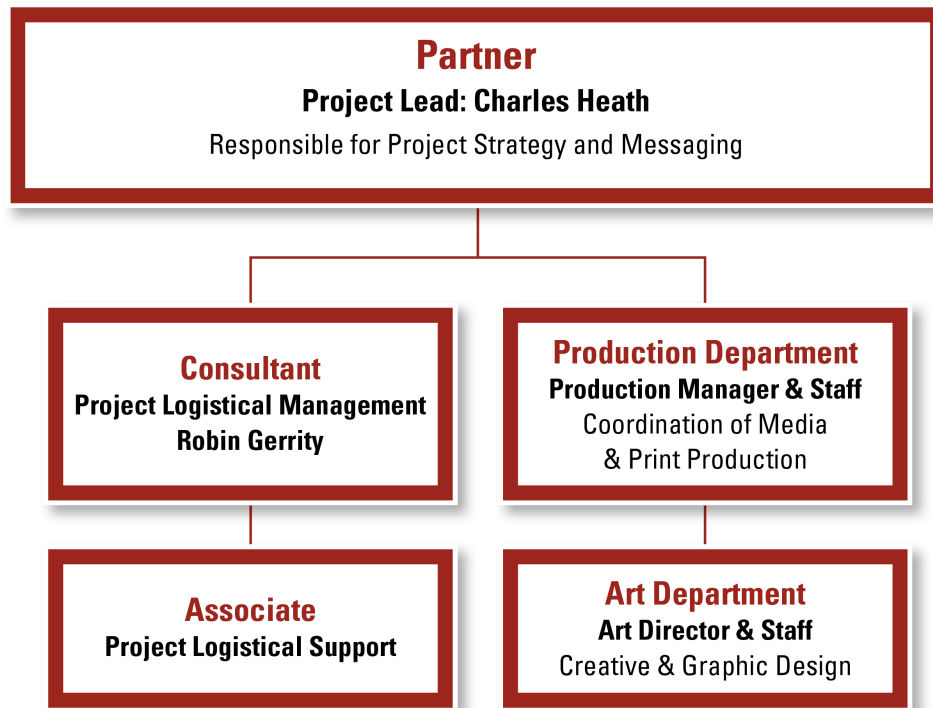 Partner
Project Lead: Charles Heath
Responsible for Project Strategy and Messaging
Consultant
Project Logistical Management
Robin Gerrity
Production Department
Production Manager & Staff
Coordination of Media
& Print Production
Associate
Project Logistical Support
Art Department
Art Director & Staff
Creative & Graphic Design